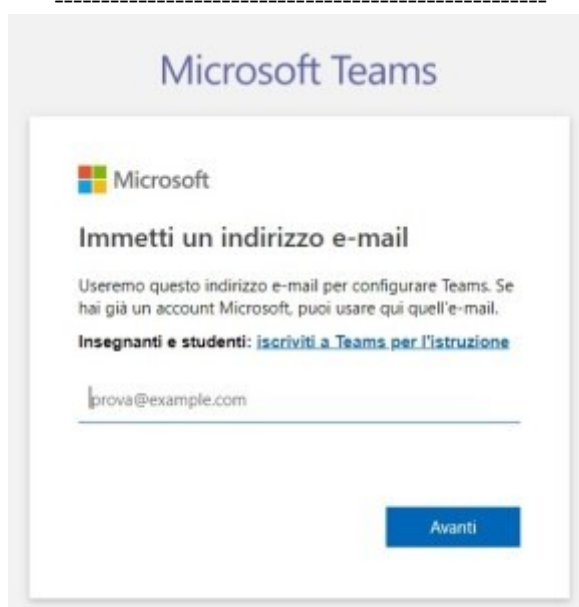 Microsoft Teams
Microsoft
Immetti un indirizzo e-mail
Useremo questo indirizzo e-mail per configurare Teams. Se
hai già un account Microsoft, puoi usare qui quell'e-mail.
Insegnanti e studenti: iscriviti a Teams per l'istruzione
prova@example.com
Avanti